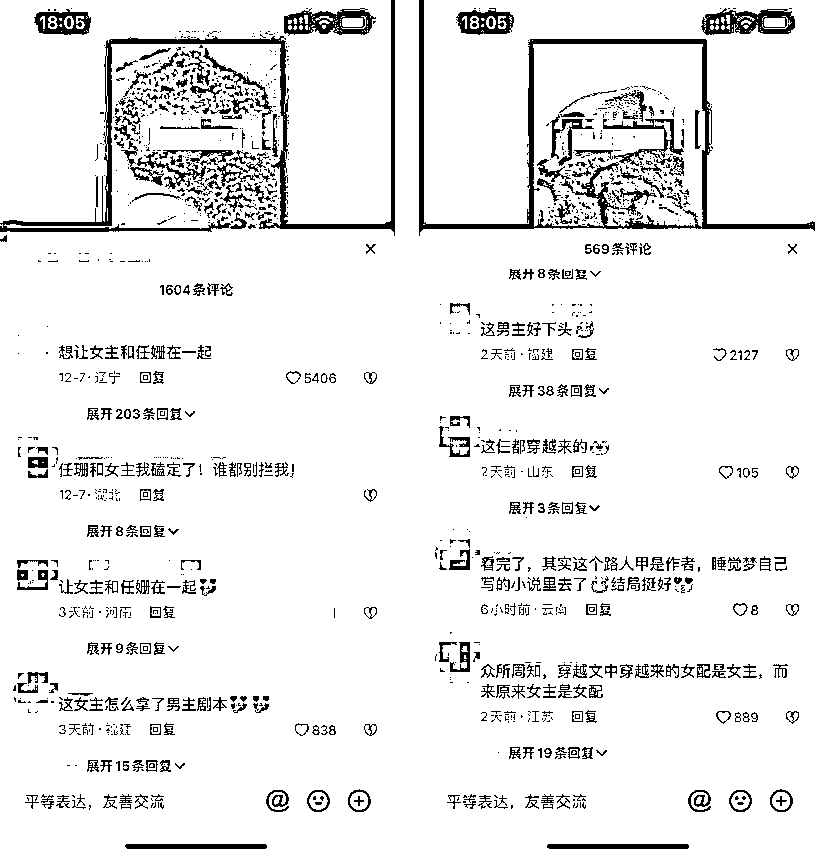 18:05
1604条评论
想让女主和任姗在一起
12-7·辽宁 回复 5406
展开203条回复
任珊和女主我磕定了！谁都别拦我！
12-7·湖北 回复
展开8条回复
让女主和任姗在一起
3天前·河南 回复
展开9条回复
这女主怎么拿了男主剧本
3天前·福建 回复 838
展开15条回复
平等表达，友善交流
18:05
569条评论
展开8条回复
这男主好下头
2天前·福建 回复 2127
展开38条回复
这仨都穿越来的
2天前·山东 回复 105
展开3条回复
看完了，其实这个路人甲是作者，睡觉梦自己
写的小说里去了结局挺好
6小时前·云南 回复 8
众所周知，穿越文中穿越来的女配是女主，而
来原来女主是女配
2天前·江苏 回复 889
展开19条回复
平等表达，友善交流